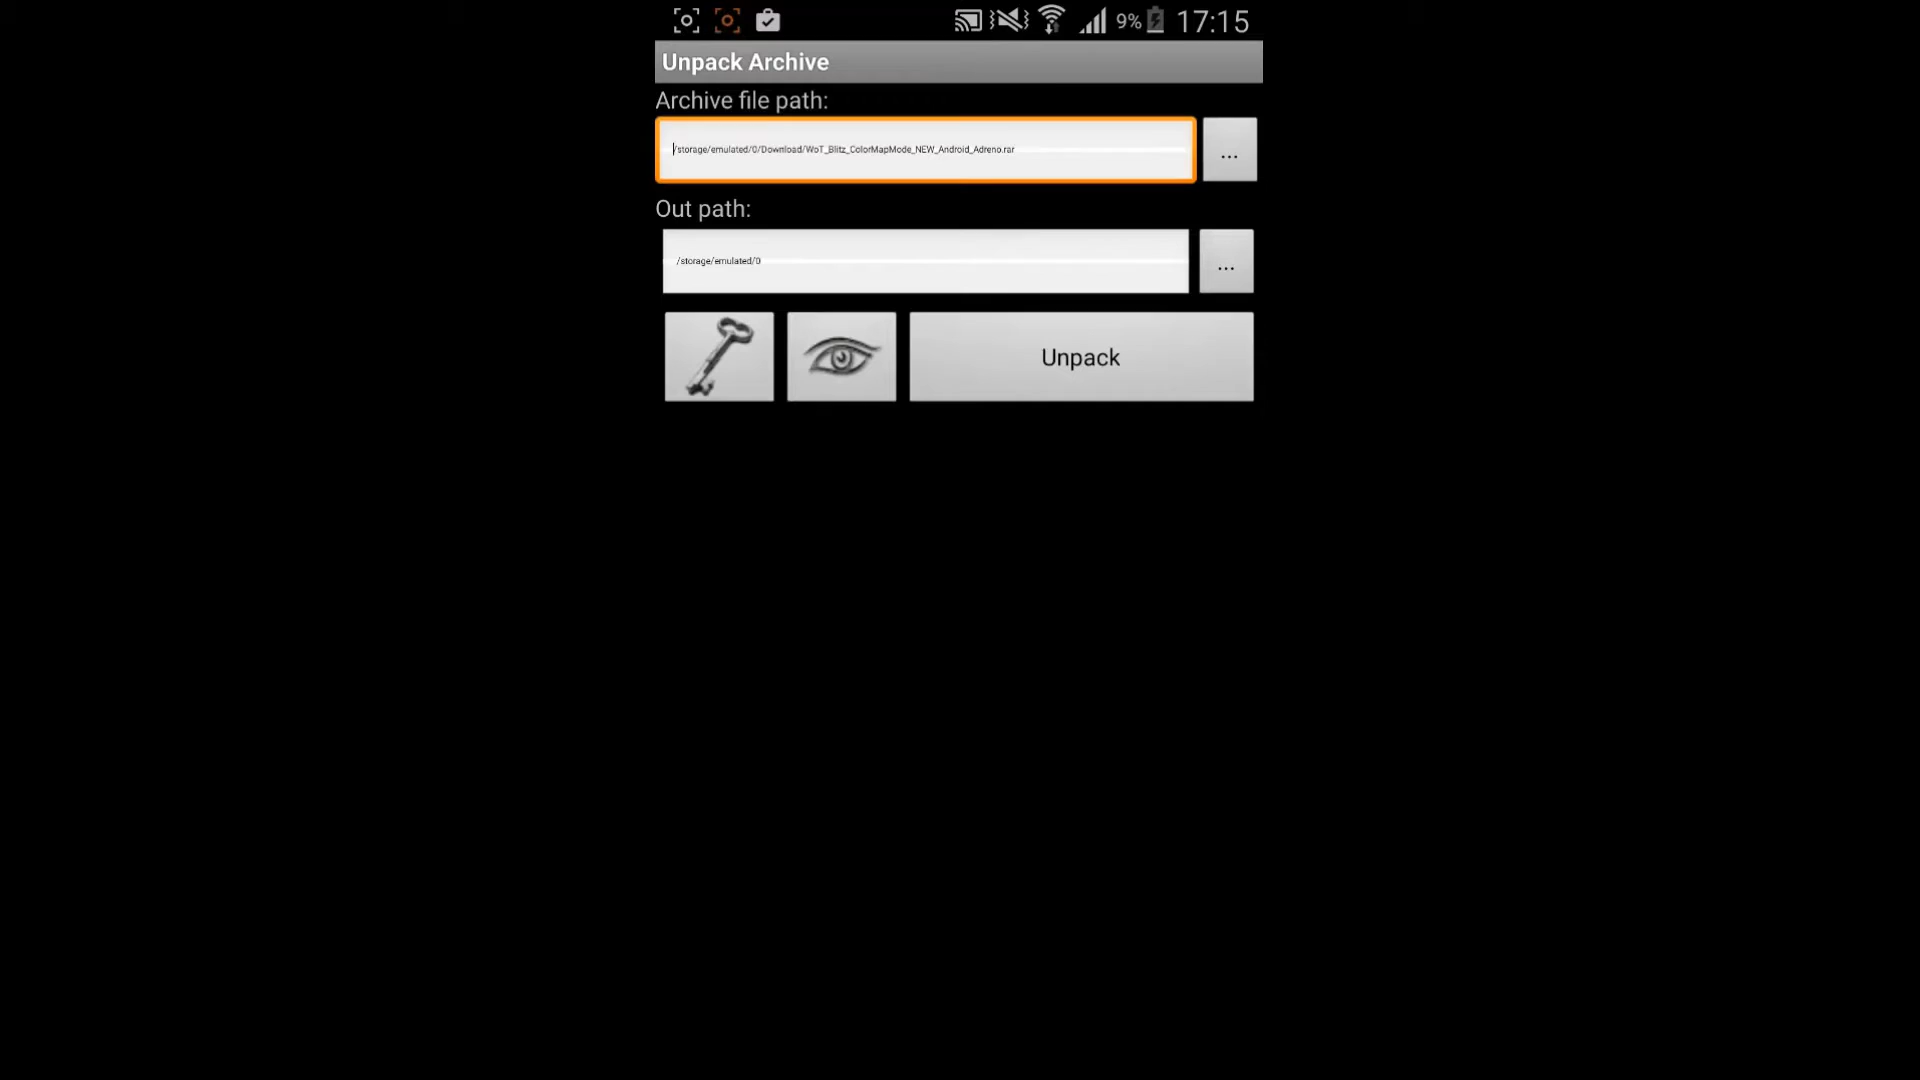 9% 17:15
Unpack Archive
Archive file path:
/storage/emulated/0/Download/WoT_Blitz_ColorMapMode_NEW_Android_Adreno.rar
...
Out path:
/storage/emulated/0
...
Unpack